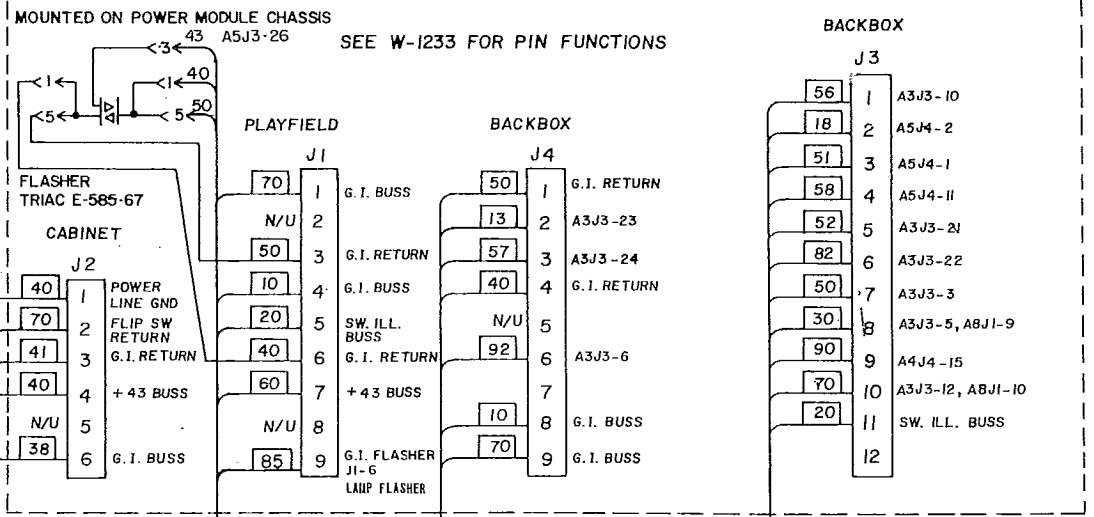 MOUNTED ON POWER MODULE CHASSIS
43 A5J3-26
3
SEE W-1233 FOR PIN FUNCTIONS
1
1 40
5
5 50
FLASHER
TRIAC E-585-67
CABINET
J2
40 1 POWER LINE GND
70 2 FLIP SW RETURN
41 3 G.I. RETURN
40 4 +43 BUSS
N/U 5
38 6 G.I. BUSS
PLAYFIELD
J1
70 1 G.I. BUSS
N/U 2
50 3 G.I. RETURN
10 4 G.I. BUSS
20 5 SW. ILL. BUSS
40 6 G.I. RETURN
60 7 +43 BUSS
N/U 8
85 9 G.I. FLASHER
J1-6
LAMP FLASHER
BACKBOX
J4
50 1 G.I. RETURN
13 2 A3J3-23
57 3 A3J3-24
40 4 G.I. RETURN
N/U 5
92 6 A3J3-6
7
10 8 G.I. BUSS
70 9 G.I. BUSS
BACKBOX
J3
56 1 A3J3-10
18 2 A5J4-2
51 3 A5J4-1
58 4 A5J4-11
52 5 A3J3-21
82 6 A3J3-22
50 7 A3J3-3
30 8 A3J3-5, A8J1-9
90 9 A4J4-15
70 10 A3J3-12, A8J1-10
20 11 SW. ILL. BUSS
12